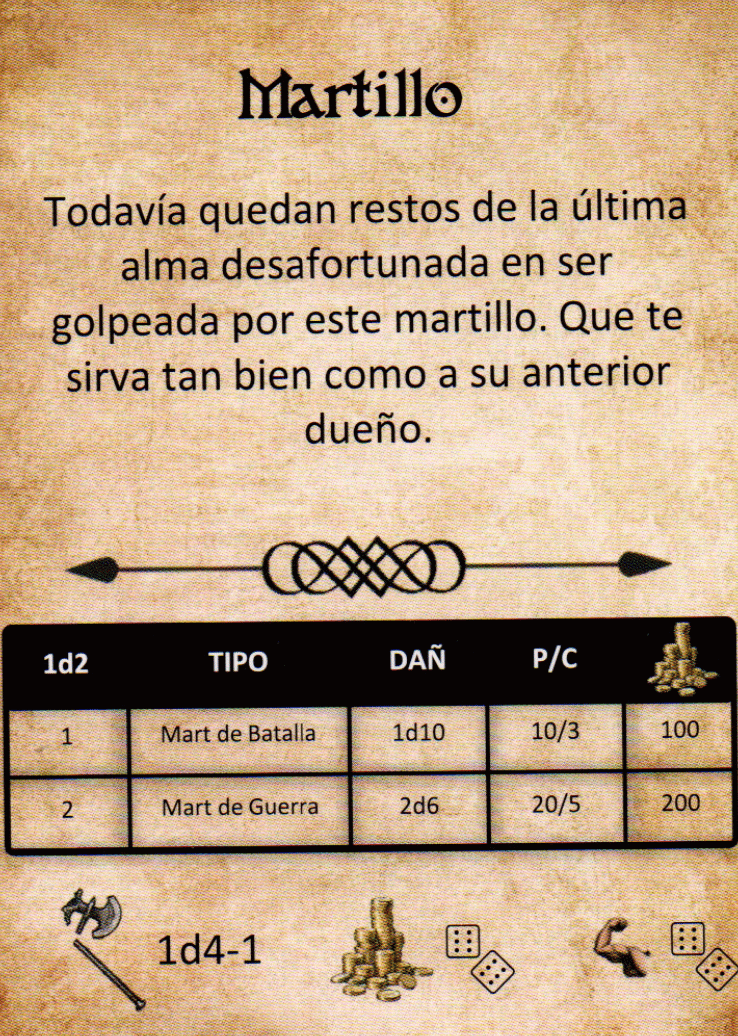 Martillo
Todavía quedan restos de la última
alma desafortunada en ser
golpeada por este martillo. Que te
sirva tan bien como a su anterior
dueño.
1d2 TIPO DAÑ P/C
1 Mart de Batalla 1d10 10/3 100
2 Mart de Guerra 2d6 20/5 200
1d4-1